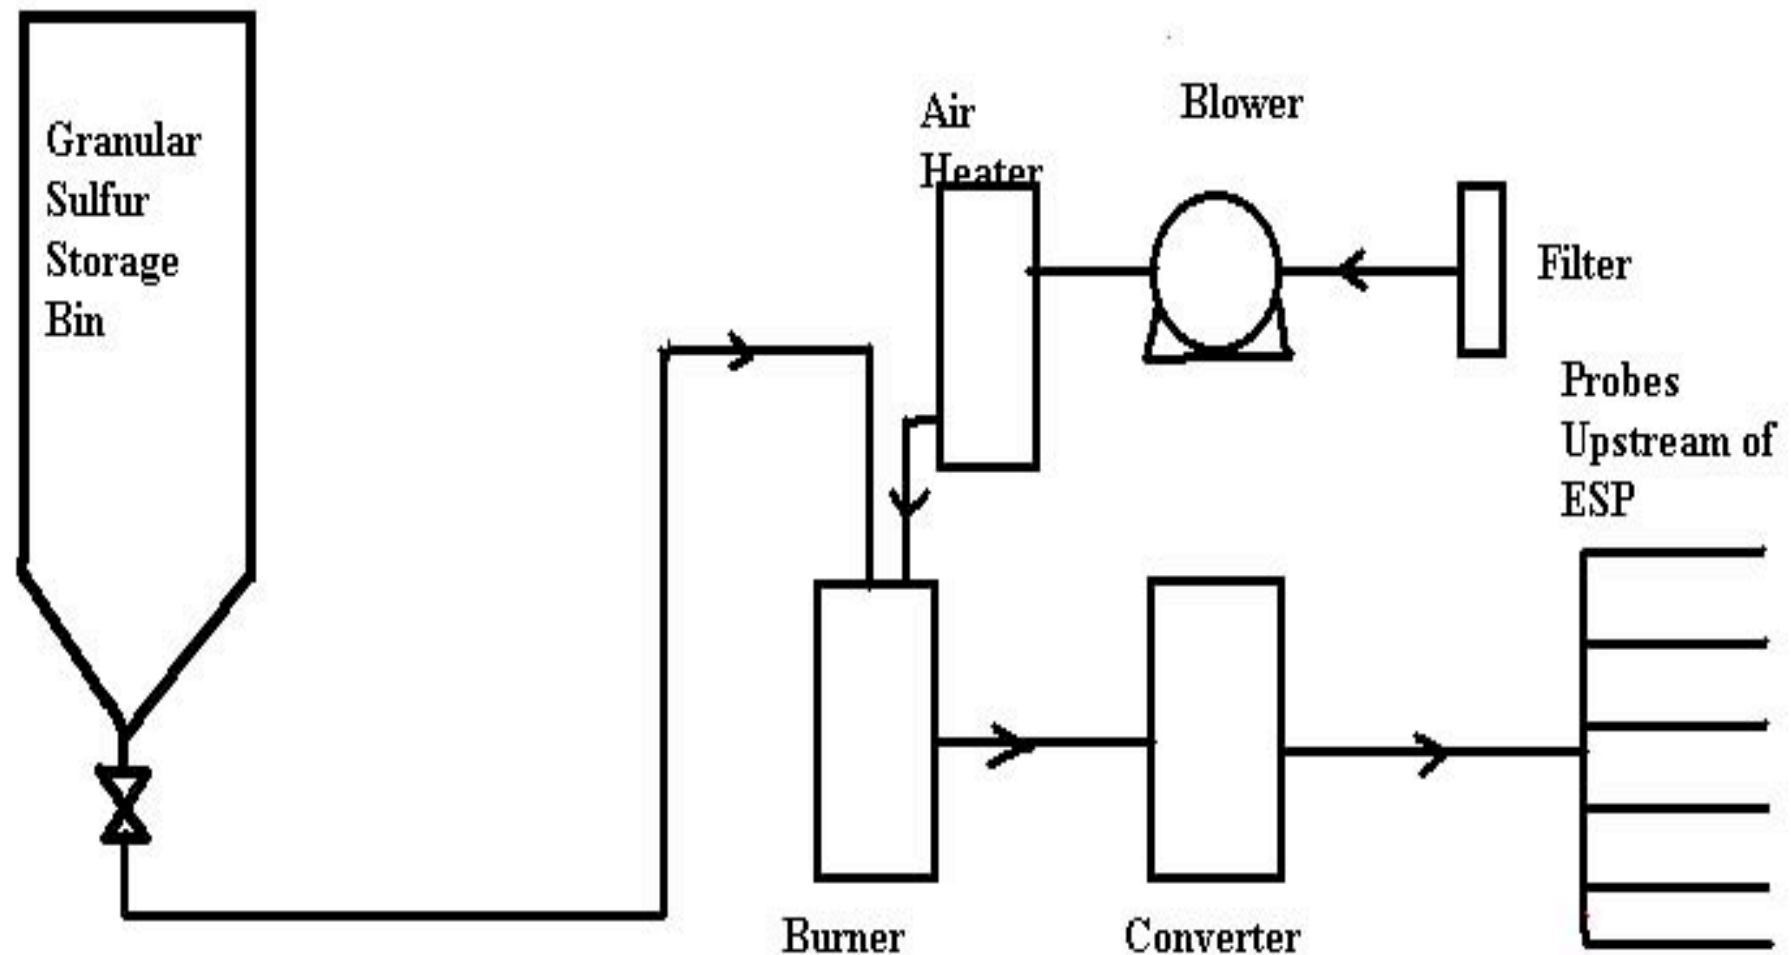 Granular
Sulfur
Storage
Bin
Air
Heater
Blower
Filter
Probes
Upstream of
ESP
Burner
Converter